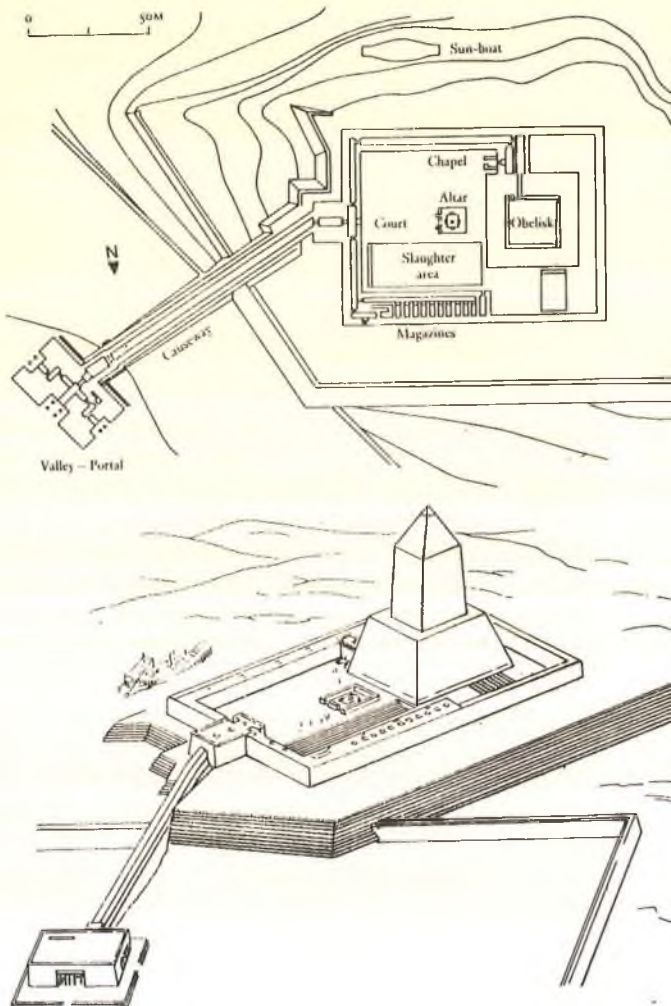 0 50M
Sun-boat
Chapel
Altar
Court
Obelisk
N
Slaughter
area
Causeway
Magazines
Valley – Portal